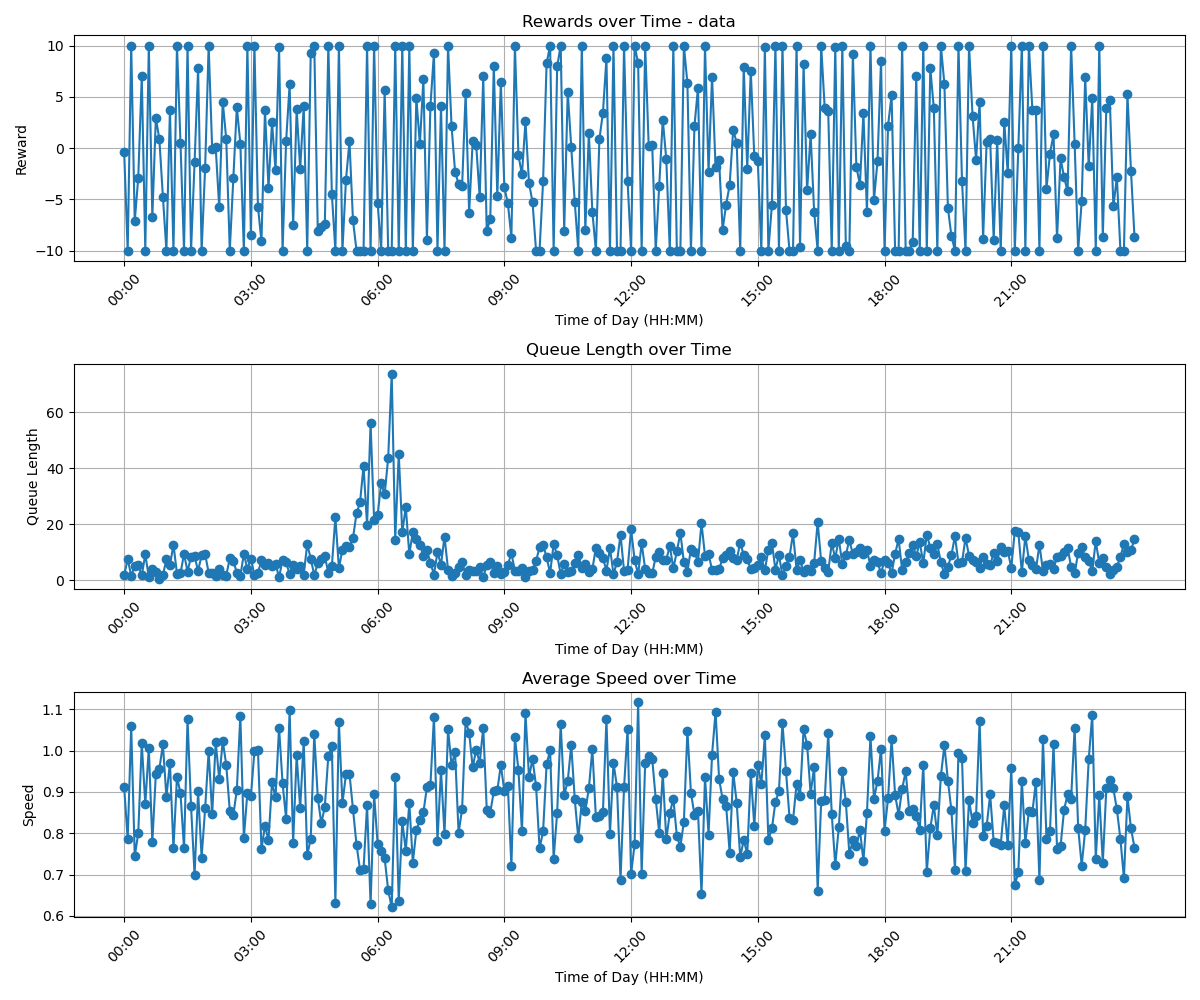 Rewards over Time - data
Reward
10
5
0
−5
−10
00:00 03:00 06:00 09:00 12:00 15:00 18:00 21:00
Time of Day (HH:MM)
Queue Length over Time
Queue Length
60
40
20
0
00:00 03:00 06:00 09:00 12:00 15:00 18:00 21:00
Time of Day (HH:MM)
Average Speed over Time
Speed
1.1
1.0
0.9
0.8
0.7
0.6
00:00 03:00 06:00 09:00 12:00 15:00 18:00 21:00
Time of Day (HH:MM)